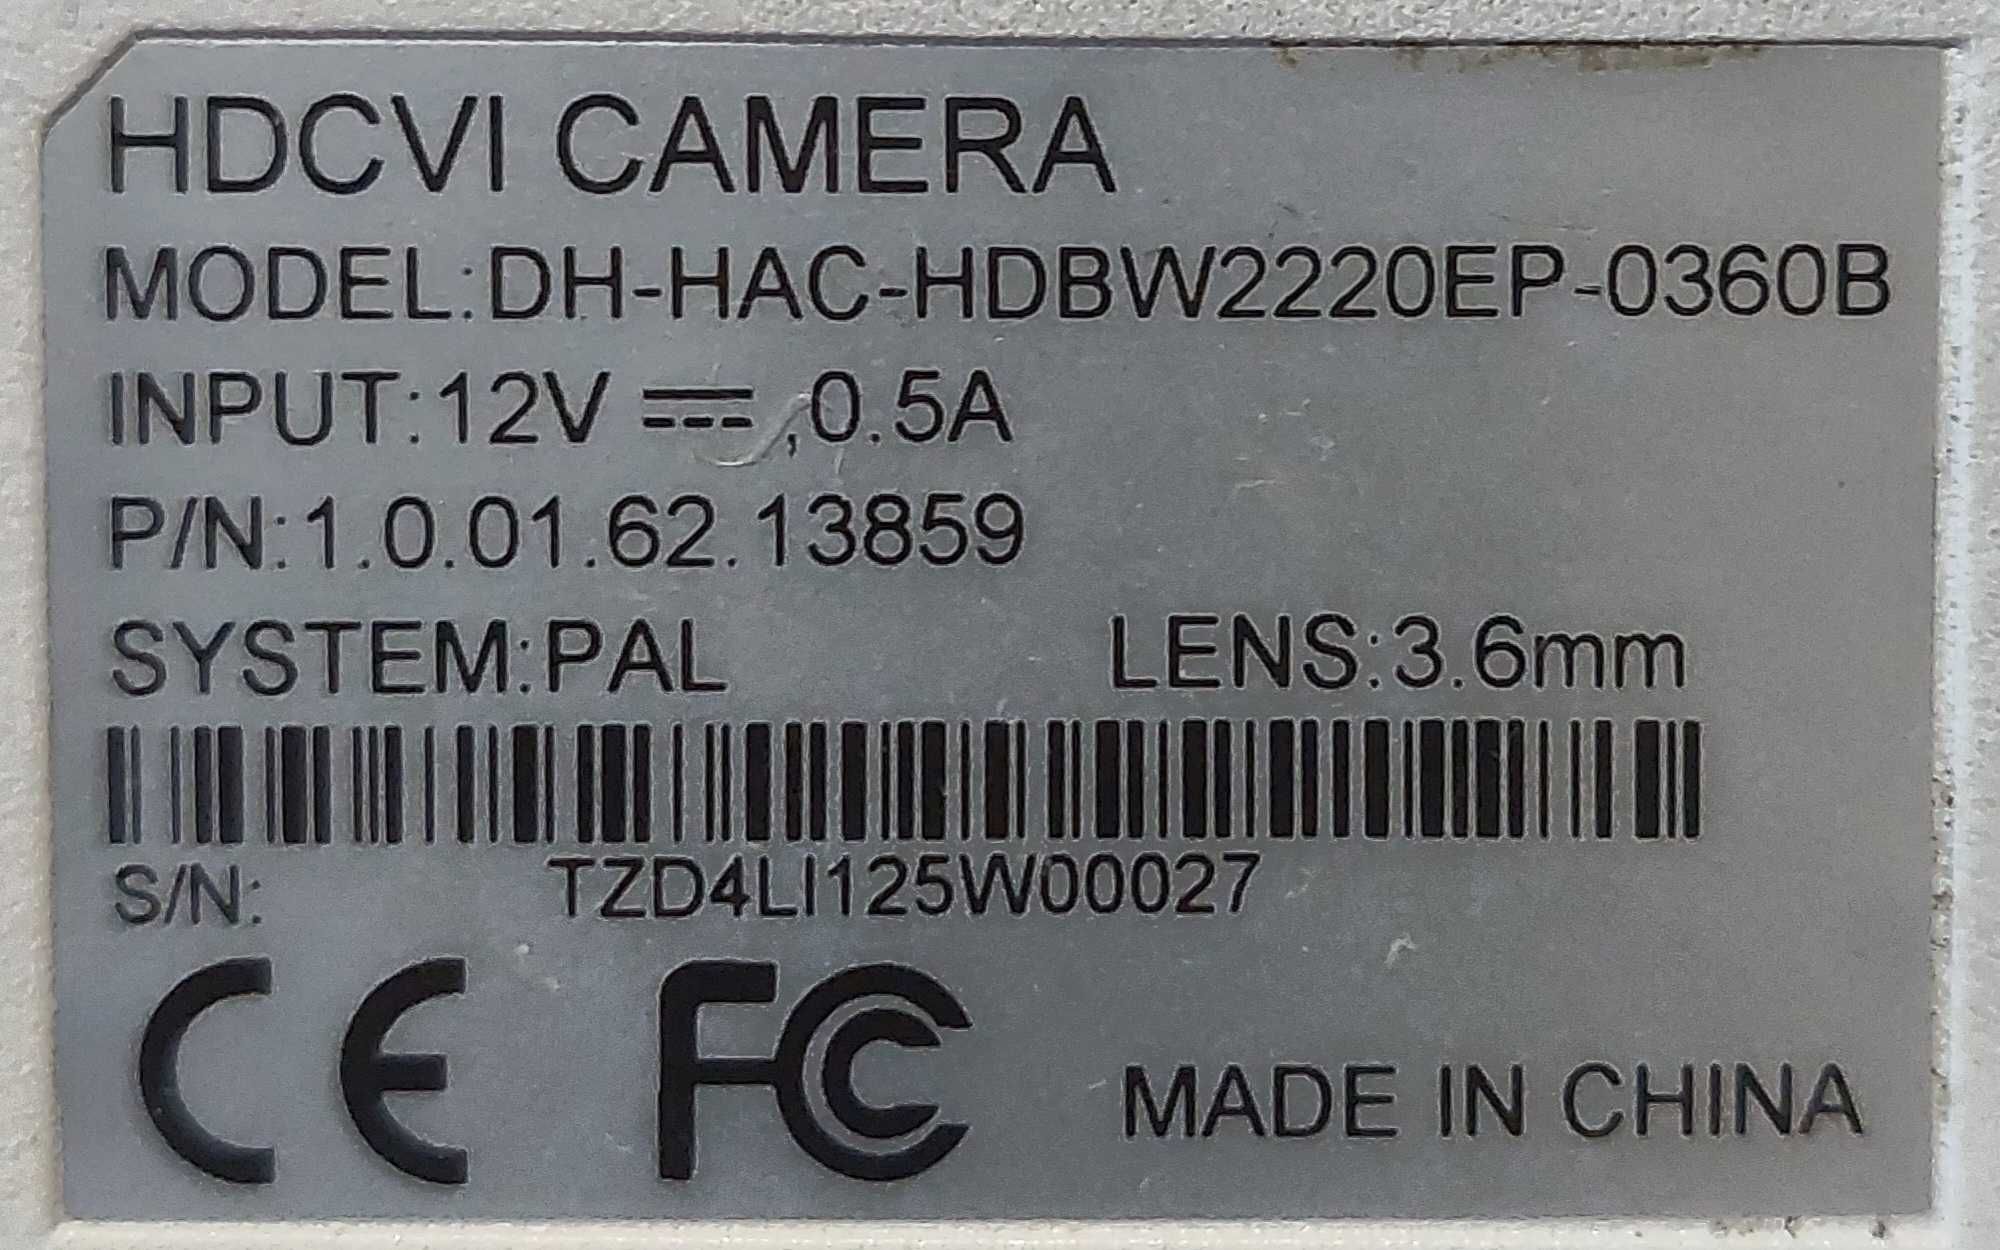 HDCVI CAMERA
MODEL:DH-HAC-HDBW2220EP-0360B
INPUT:12V ⎓ ,0.5A
P/N:1.0.01.62.13859
SYSTEM:PAL LENS:3.6mm
S/N: TZD4LI125W00027
CE FC MADE IN CHINA